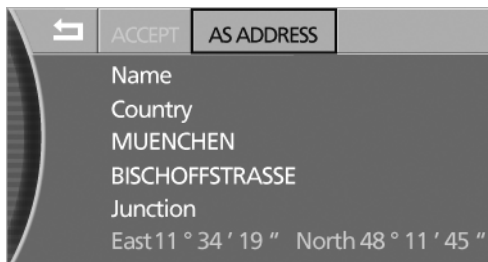 ACCEPT AS ADDRESS
Name
Country
MUENCHEN
BISCHOFFSTRASSE
Junction
East 11 ° 34 ' 19 " North 48 ° 11 ' 45 "